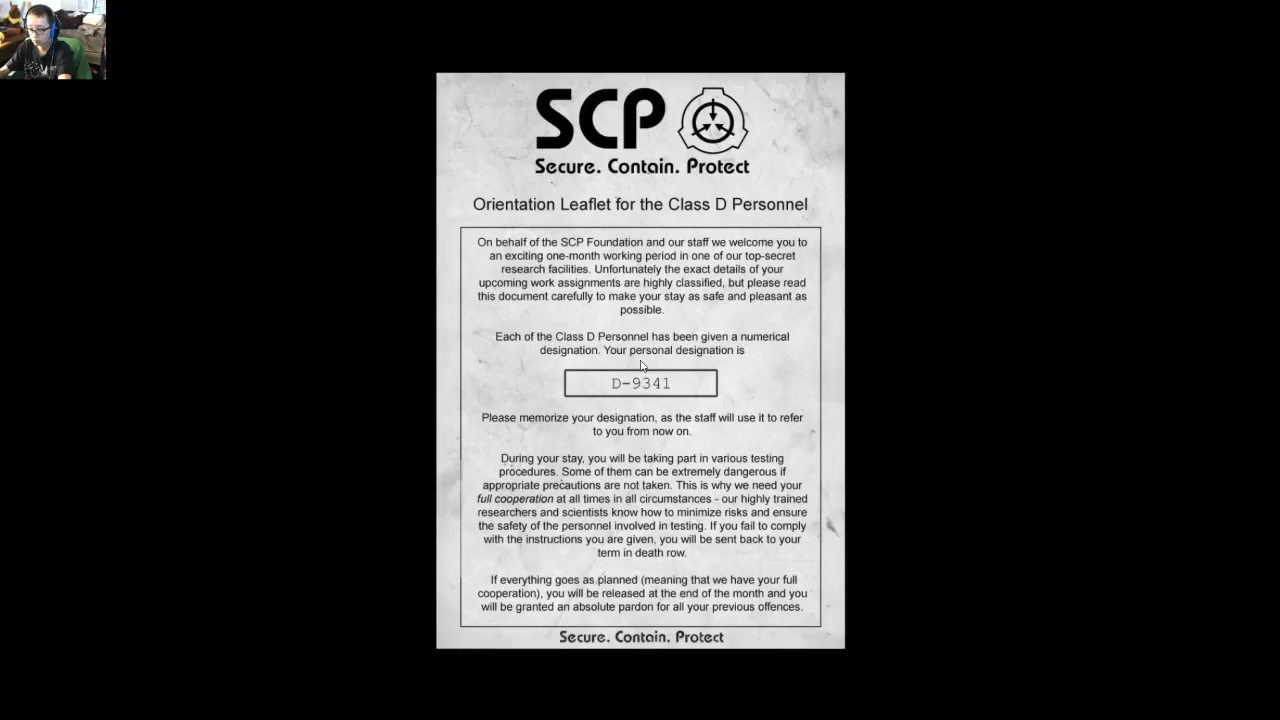 SCP
Secure. Contain. Protect
Orientation Leaflet for the Class D Personnel
On behalf of the SCP Foundation and our staff we welcome you to
an exciting one-month working period in one of our top-secret
research facilities. Unfortunately the exact details of your
upcoming work assignments are highly classified, but please read
this document carefully to make your stay as safe and pleasant as
possible.
Each of the Class D Personnel has been given a numerical
designation. Your personal designation is
D-9341
Please memorize your designation, as the staff will use it to refer
to you from now on.
During your stay, you will be taking part in various testing
procedures. Some of them can be extremely dangerous if
appropriate precautions are not taken. This is why we need your
full cooperation at all times in all circumstances - our highly trained
researchers and scientists know how to minimize risks and ensure
the safety of the personnel involved in testing. If you fail to comply
with the instructions you are given, you will be sent back to your
term in death row.
If everything goes as planned (meaning that we have your full
cooperation), you will be released at the end of the month and you
will be granted an absolute pardon for all your previous offences.
Secure. Contain. Protect